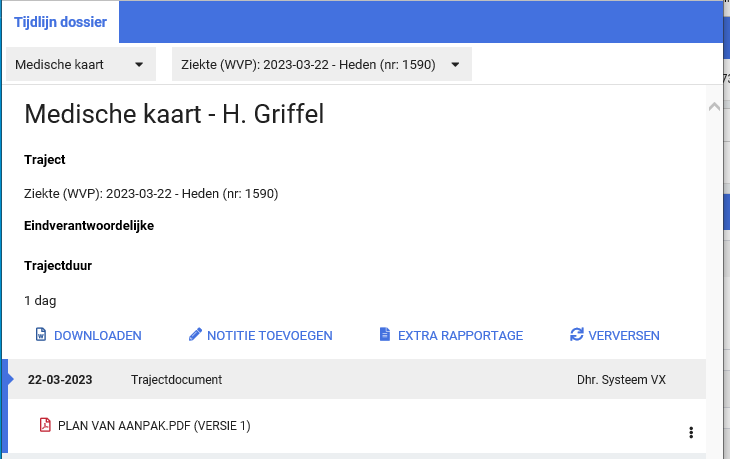 Tijdlijn dossier
Medische kaart
Ziekte (WVP): 2023-03-22 - Heden (nr: 1590)
Medische kaart - H. Griffel
Traject
Ziekte (WVP): 2023-03-22 - Heden (nr: 1590)
Eindverantwoordelijke
Trajectduur
1 dag
DOWNLOADEN NOTITIE TOEVOEGEN EXTRA RAPPORTAGE VERVERSEN
22-03-2023 Trajectdocument Dhr. Systeem VX
PLAN VAN AANPAK.PDF (VERSIE 1)